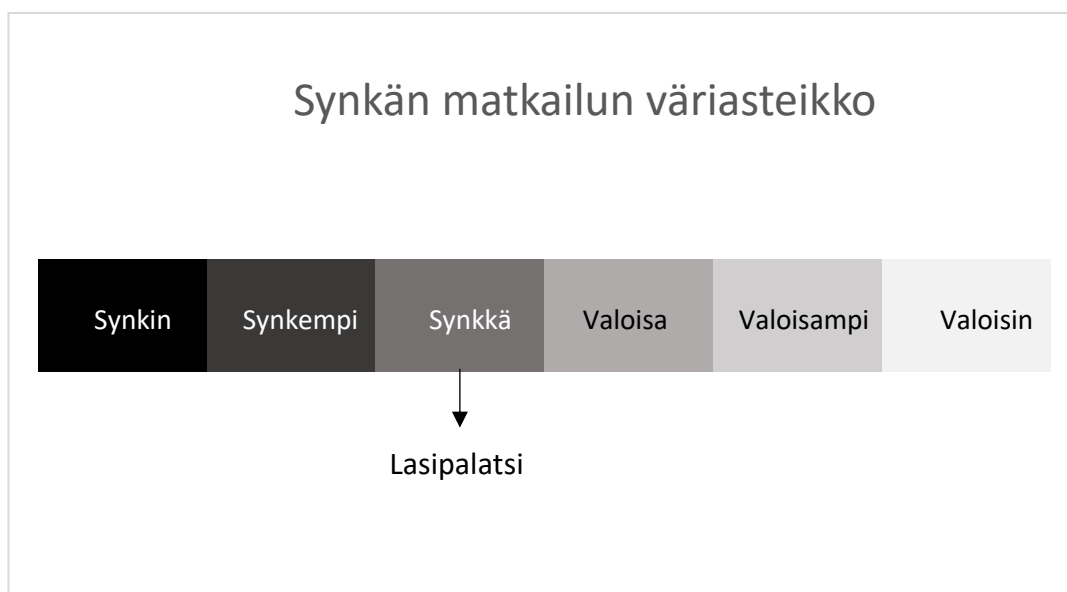 Synkän matkailun väriasteikko
Synkin Synkempi Synkkä Valoisa Valoisampi Valoisin
Lasipalatsi